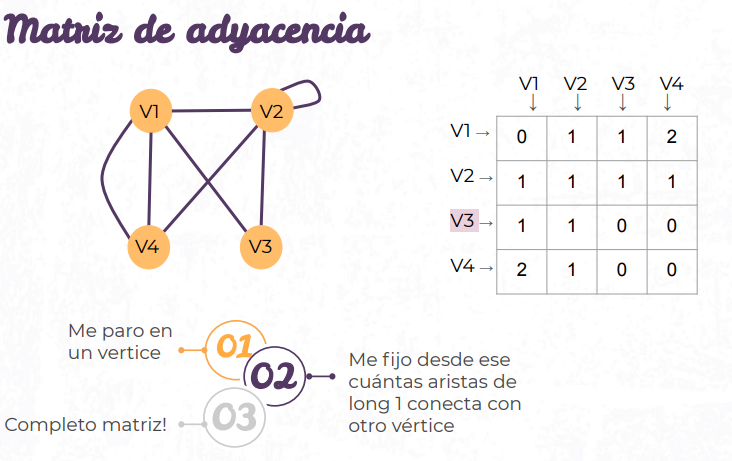 Matriz de adyacencia
V1 V2 V3 V4
↓ ↓ ↓ ↓
V1
V2
V4
V3
V1 → 0 1 1 2
V2 → 1 1 1 1
V3 → 1 1 0 0
V4 → 2 1 0 0
Me paro en
un vertice
01
02
Me fijo desde ese
cuántas aristas de
long 1 conecta con
otro vértice
03
Completo matriz!